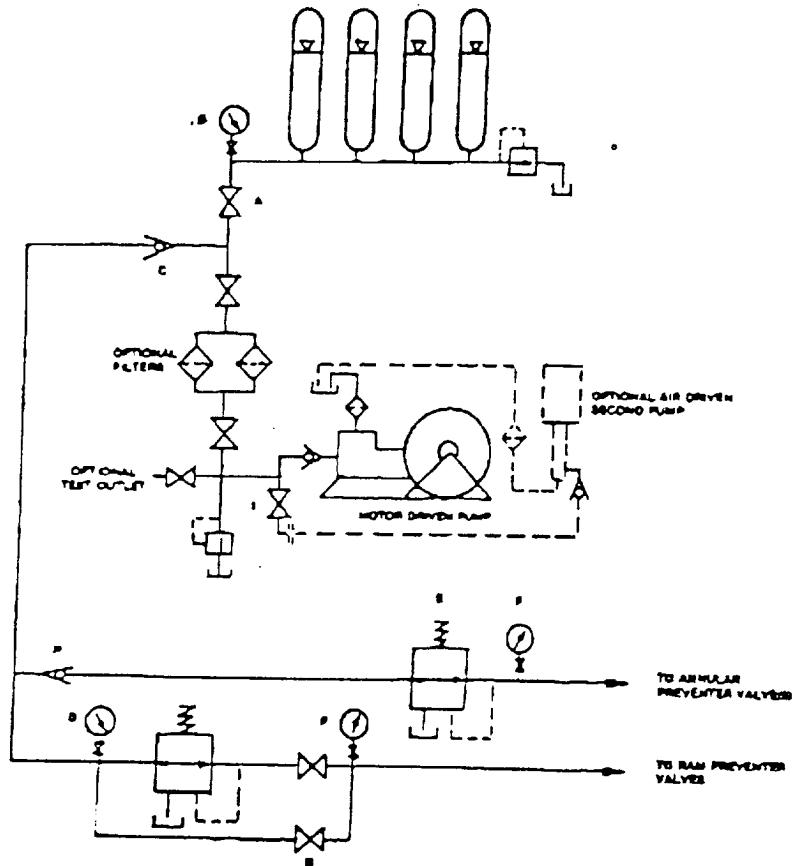 A
C
OPTIONAL
FILTERS
OPTIONAL AIR DRIVEN
SECOND PUMP
OPTIONAL
TEST OUTLET
MOTOR DRIVEN PUMP
TO ANNULAR
PREVENTER VALVES
TO RAM PREVENTER
VALVES